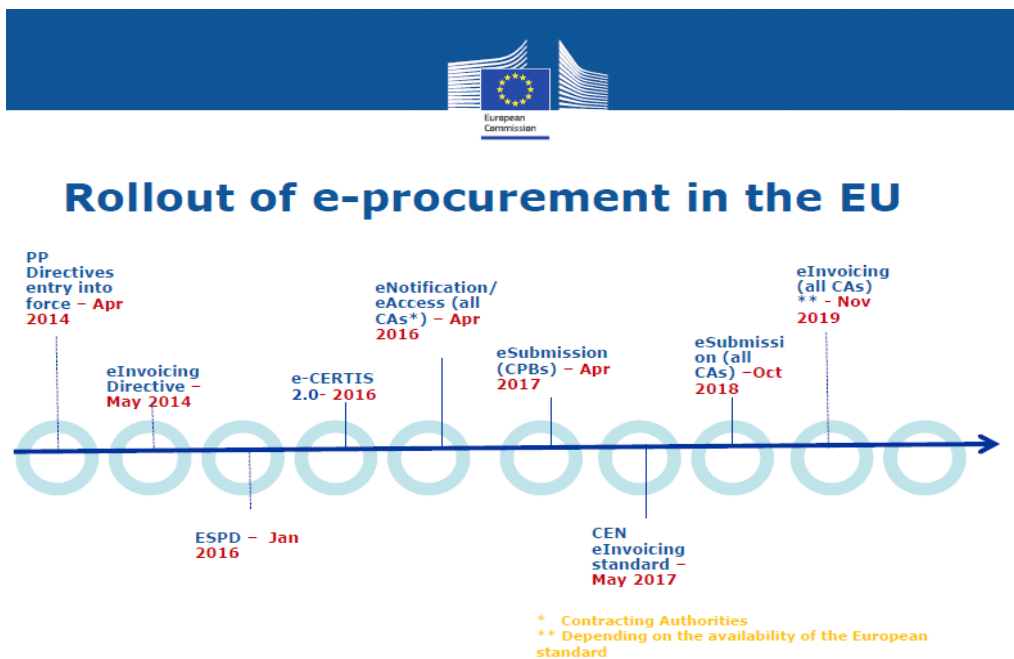 European
Commission
Rollout of e-procurement in the EU
PP
Directives
entry into
force – Apr
2014
eInvoicing
Directive –
May 2014
ESPD – Jan
2016
e-CERTIS
2.0- 2016
eNotification/
eAccess (all
CAs*) – Apr
2016
eSubmission
(CPBs) – Apr
2017
CEN
eInvoicing
standard –
May 2017
eSubmissi
on (all
CAs) –Oct
2018
eInvoicing
(all CAs)
** - Nov
2019
* Contracting Authorities
** Depending on the availability of the European
standard